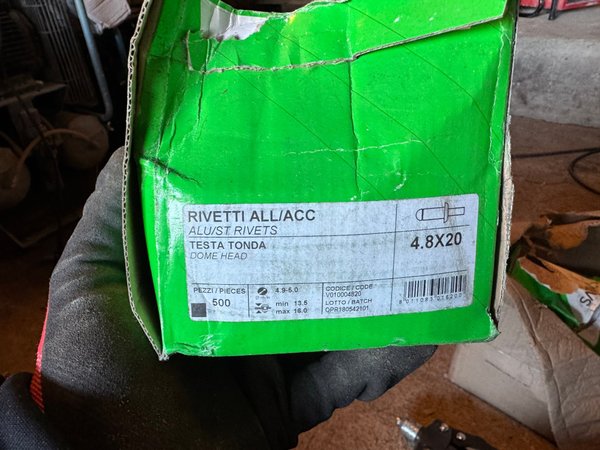 RIVETTI ALL/ACC
ALU/ST RIVETS
TESTA TONDA
DOME HEAD
4.8X20
PEZZI / PIECES
500
4.9-5.0
min 13.5
max 16.0
CODICE / CODE
V010004820
LOTTO / BATCH